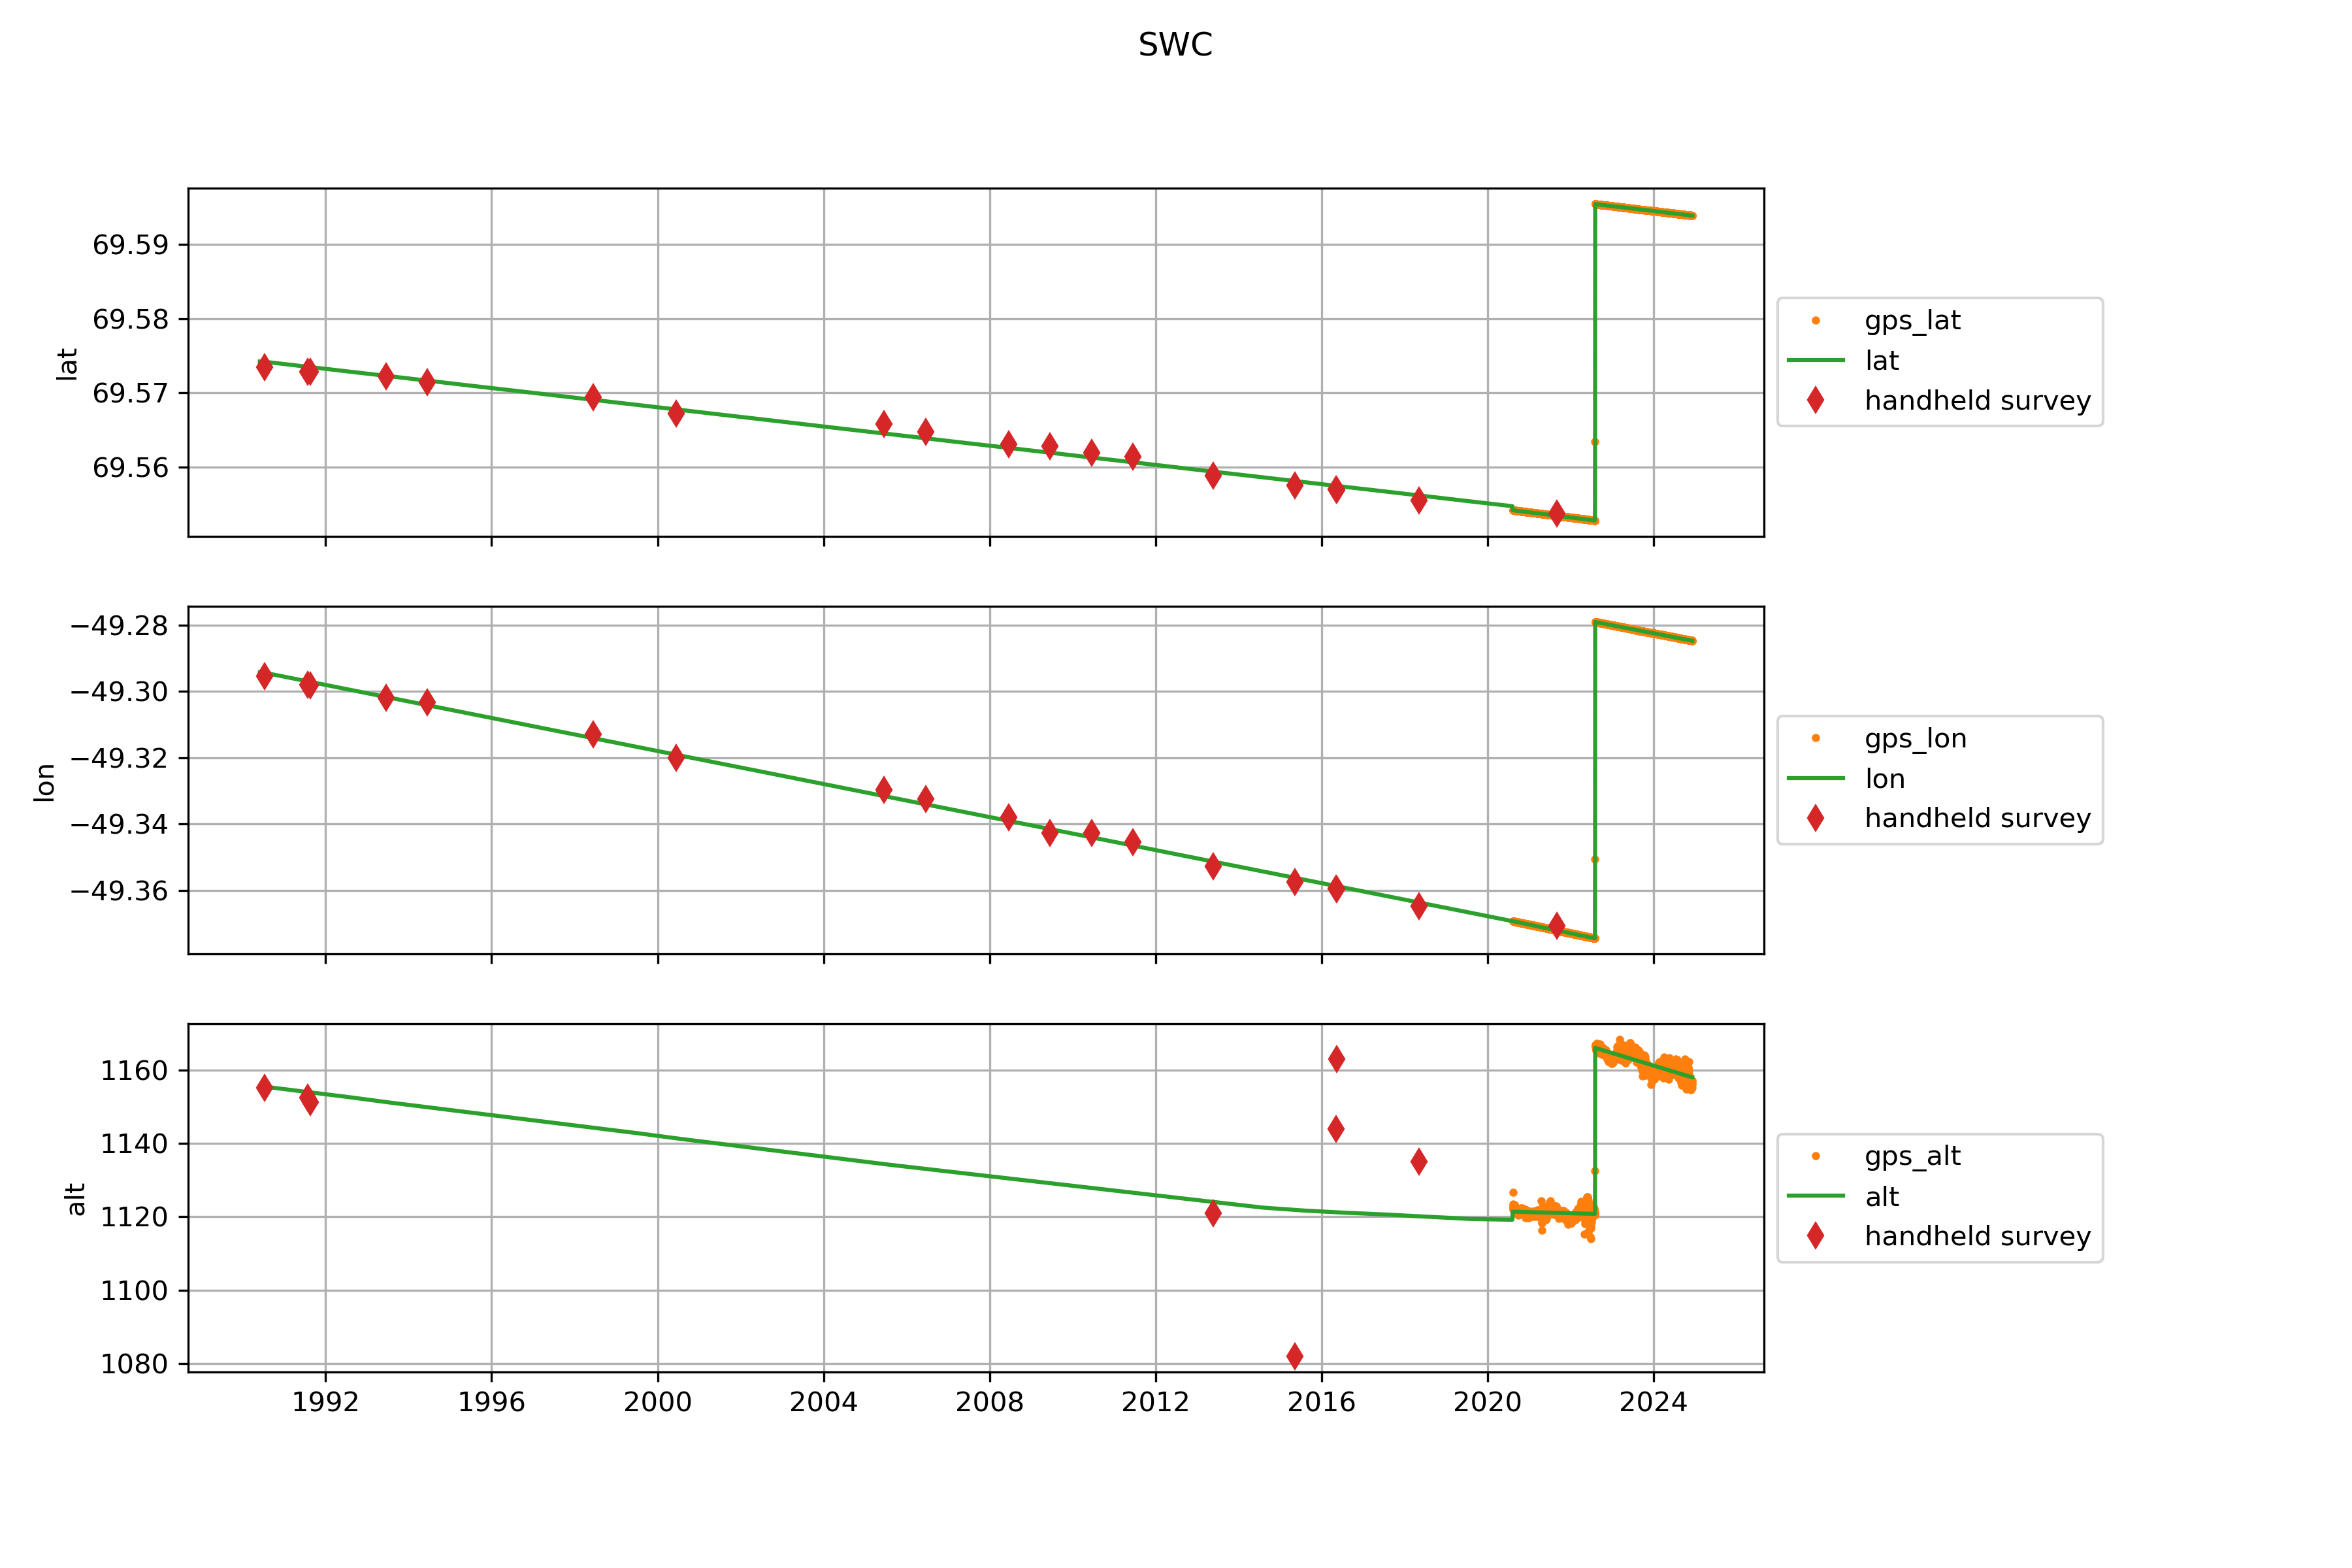 SWC
69.59
69.58
69.57
69.56
lat
gps_lat
lat
handheld survey
−49.28
−49.30
−49.32
−49.34
−49.36
lon
gps_lon
lon
handheld survey
1160
1140
1120
1100
1080
alt
gps_alt
alt
handheld survey
1992 1996 2000 2004 2008 2012 2016 2020 2024